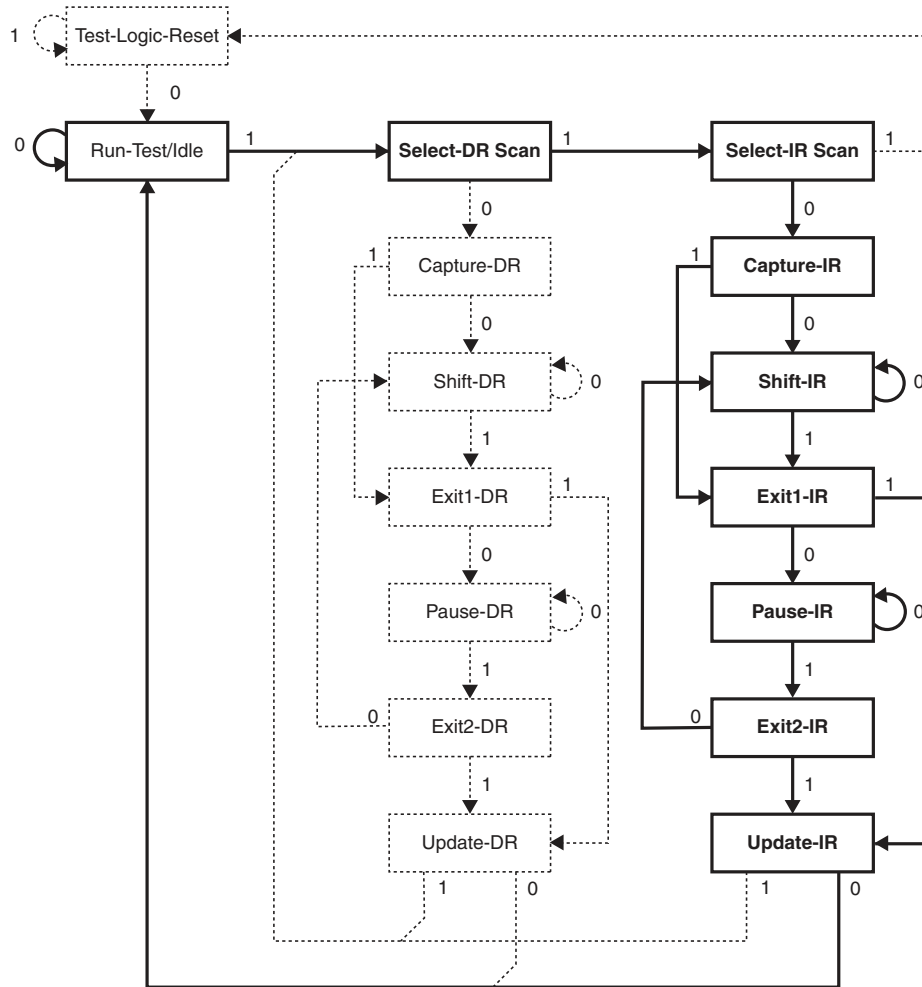 Test-Logic-Reset
1
0
0
Run-Test/Idle
1
Select-DR Scan
1
Select-IR Scan
1
0
0
1
Capture-DR
1
Capture-IR
0
0
Shift-DR
0
Shift-IR
0
1
1
Exit1-DR
1
Exit1-IR
1
0
0
Pause-DR
0
Pause-IR
0
1
1
0
Exit2-DR
0
Exit2-IR
1
1
Update-DR
Update-IR
1
0
1
0